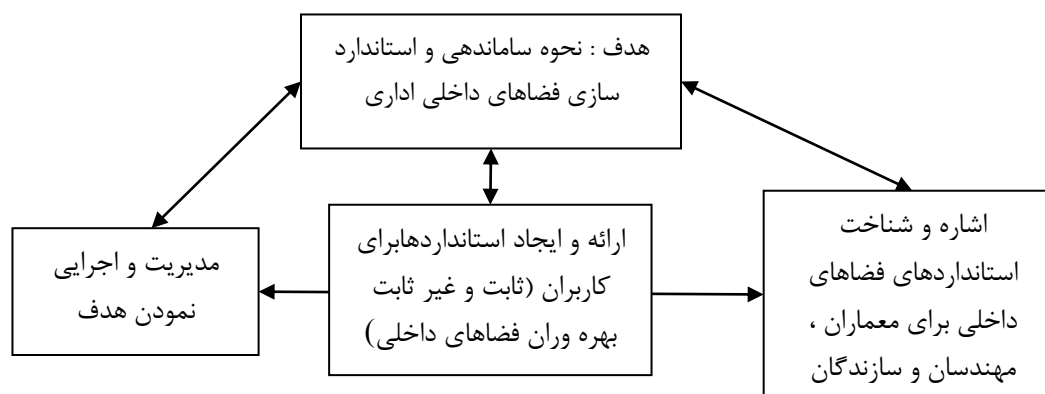 هدف : نحوه ساماندهی و استاندارد
سازی فضاهای داخلی اداری
اشاره و شناخت
استانداردهای فضاهای
داخلی برای معماران ،
مهندسان و سازندگان
ارائه و ایجاد استانداردهابرای
کاربران (ثابت و غیر ثابت
بهره وران فضاهای داخلی)
مدیریت و اجرایی
نمودن هدف